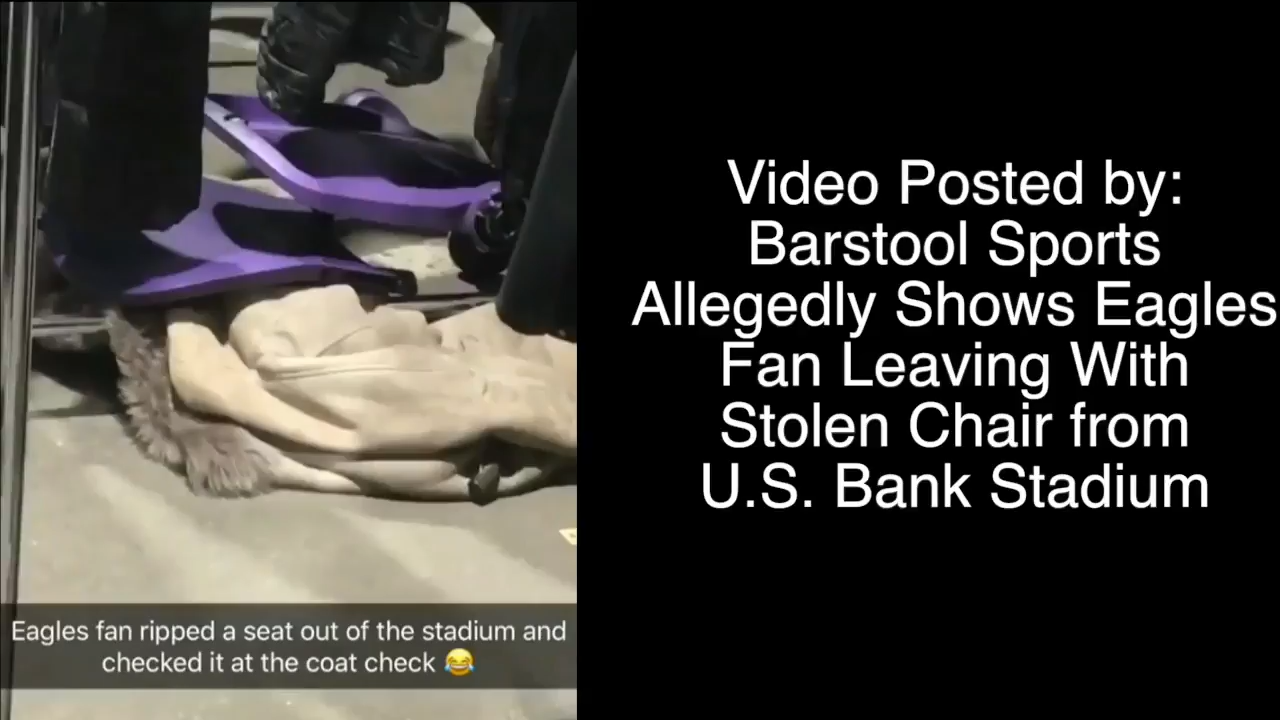 Video Posted by:
Barstool Sports
Allegedly Shows Eagles
Fan Leaving With
Stolen Chair from
U.S. Bank Stadium
Eagles fan ripped a seat out of the stadium and
checked it at the coat check 😂